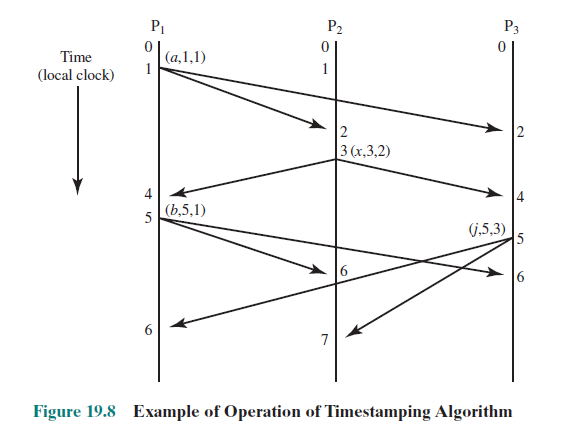 P1 P2 P3
0 0 0
Time (a,1,1)
(local clock) 1 1
2 2
3 (x,3,2)
4 4
5 (b,5,1)
(j,5,3) 5
6 6
6
7
Figure 19.8 Example of Operation of Timestamping Algorithm